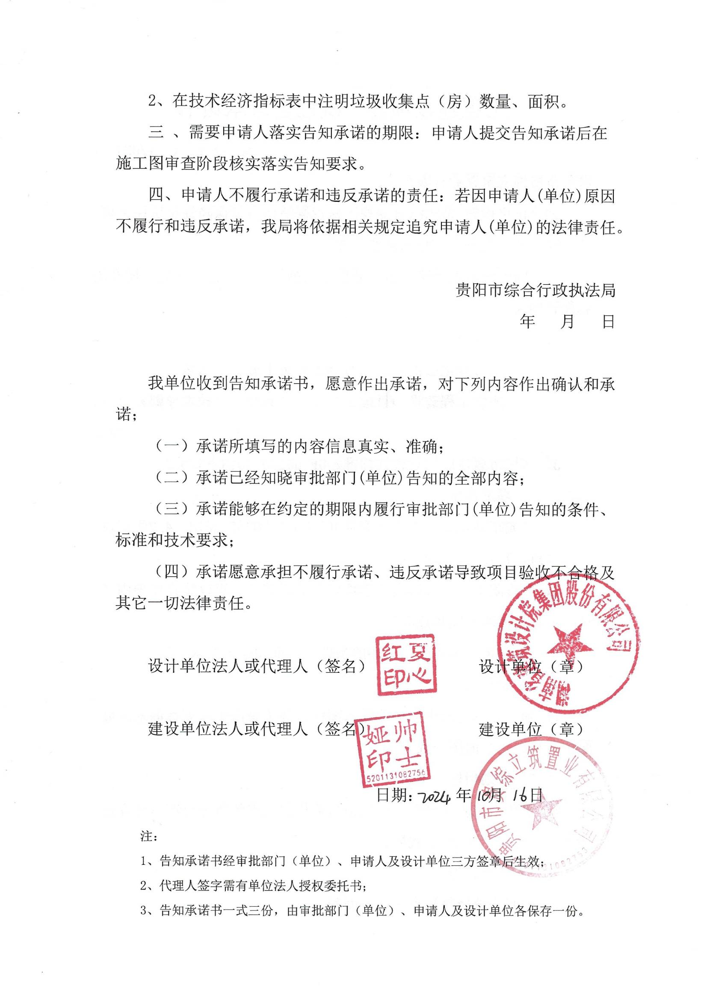 2、在技术经济指标表中注明垃圾收集点（房）数量、面积。
三 、需要申请人落实告知承诺的期限：申请人提交告知承诺后在
施工图审查阶段核实落实告知要求。
四、申请人不履行承诺和违反承诺的责任：若因申请人(单位)原因
不履行和违反承诺，我局将依据相关规定追究申请人(单位)的法律责任。
贵阳市综合行政执法局
年 月 日
我单位收到告知承诺书，愿意作出承诺，对下列内容作出确认和承
诺；
（一）承诺所填写的内容信息真实、准确；
（二）承诺已经知晓审批部门(单位)告知的全部内容；
（三）承诺能够在约定的期限内履行审批部门(单位)告知的条件、
标准和技术要求；
（四）承诺愿意承担不履行承诺、违反承诺导致项目验收不合格及
其它一切法律责任。
湖南省建筑设计院集团股份有限公司
设计单位法人或代理人（签名） 设计单位（章）
夏心红印
建设单位法人或代理人（签名） 建设单位（章）
帅士娅印
5201131082756
贵阳市贵综立筑置业有限公司
5201131082753
日期：2024年10月16日
注：
1、告知承诺书经审批部门（单位）、申请人及设计单位三方签章后生效；
2、代理人签字需有单位法人授权委托书；
3、告知承诺书一式三份，由审批部门（单位）、申请人及设计单位各保存一份。